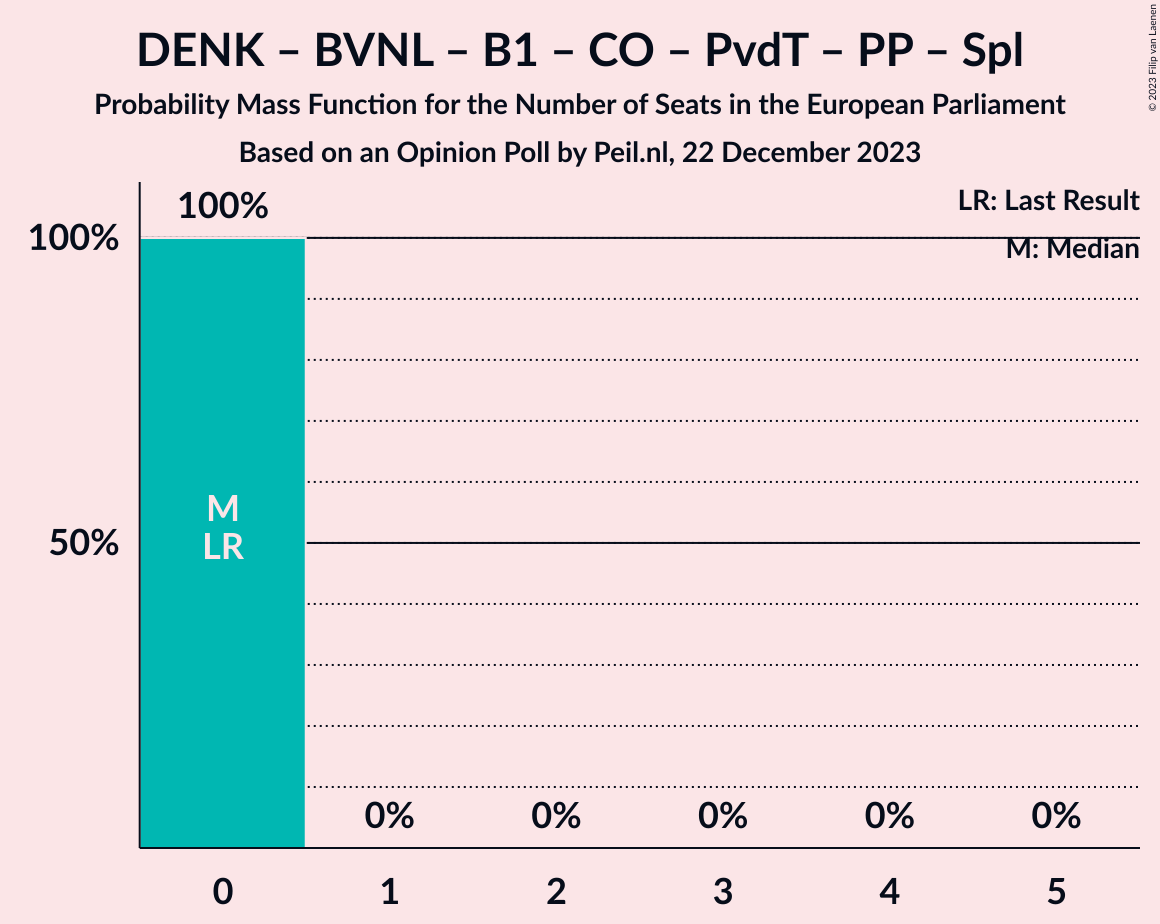 DENK – BVNL – B1 – CO – PvdT – PP – Spl
Probability Mass Function for the Number of Seats in the European Parliament
Based on an Opinion Poll by Peil.nl, 22 December 2023
© 2023 Filip van Laenen
LR: Last Result
M: Median
100%
100%
50%
M
LR
0% 0% 0% 0% 0%
0 1 2 3 4 5